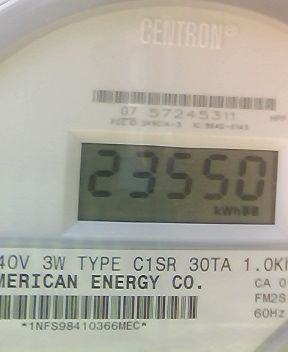 CENTRON®
07 57245311
23550
kWh
40V 3W TYPE C1SR 30TA 1.0Kh
MERICAN ENERGY CO.
CA 0
FM2S
60Hz
*1NFS98410366MEC*